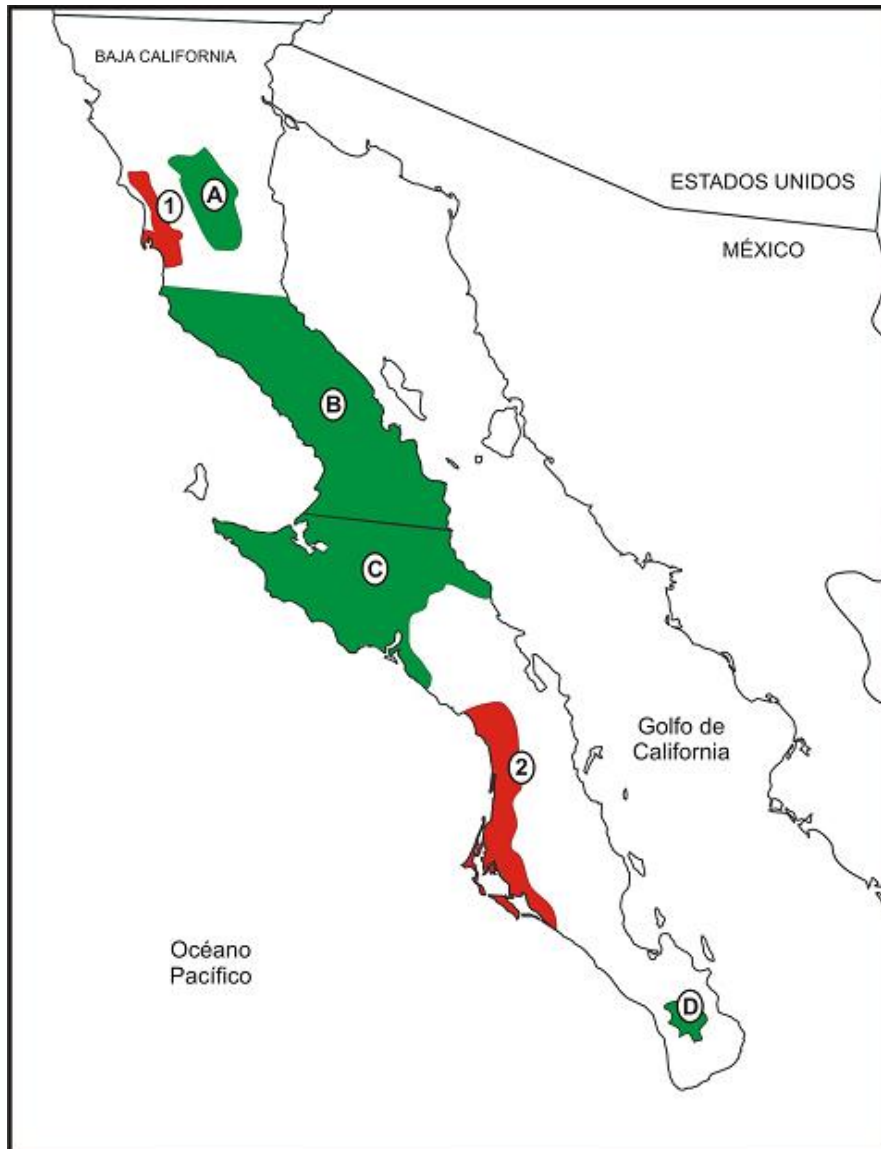 BAJA CALIFORNIA
ESTADOS UNIDOS
1
A
MÉXICO
B
C
Golfo de
California
2
Océano
Pacífico
D